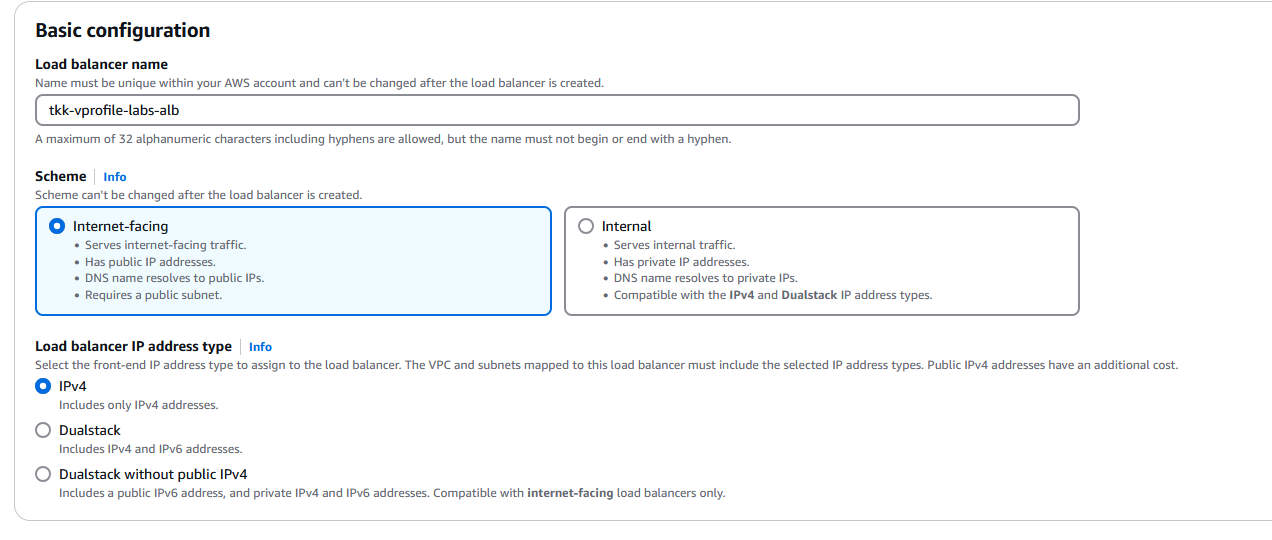 Basic configuration
Load balancer name
Name must be unique within your AWS account and can't be changed after the load balancer is created.
tkk-vprofile-labs-alb
A maximum of 32 alphanumeric characters including hyphens are allowed, but the name must not begin or end with a hyphen.
Scheme | Info
Scheme can't be changed after the load balancer is created.
Internet-facing
• Serves internet-facing traffic.
• Has public IP addresses.
• DNS name resolves to public IPs.
• Requires a public subnet.
Internal
• Serves internal traffic.
• Has private IP addresses.
• DNS name resolves to private IPs.
• Compatible with the IPv4 and Dualstack IP address types.
Load balancer IP address type | Info
Select the front-end IP address type to assign to the load balancer. The VPC and subnets mapped to this load balancer must include the selected IP address types. Public IPv4 addresses have an additional cost.
IPv4
Includes only IPv4 addresses.
Dualstack
Includes IPv4 and IPv6 addresses.
Dualstack without public IPv4
Includes a public IPv6 address, and private IPv4 and IPv6 addresses. Compatible with internet-facing load balancers only.